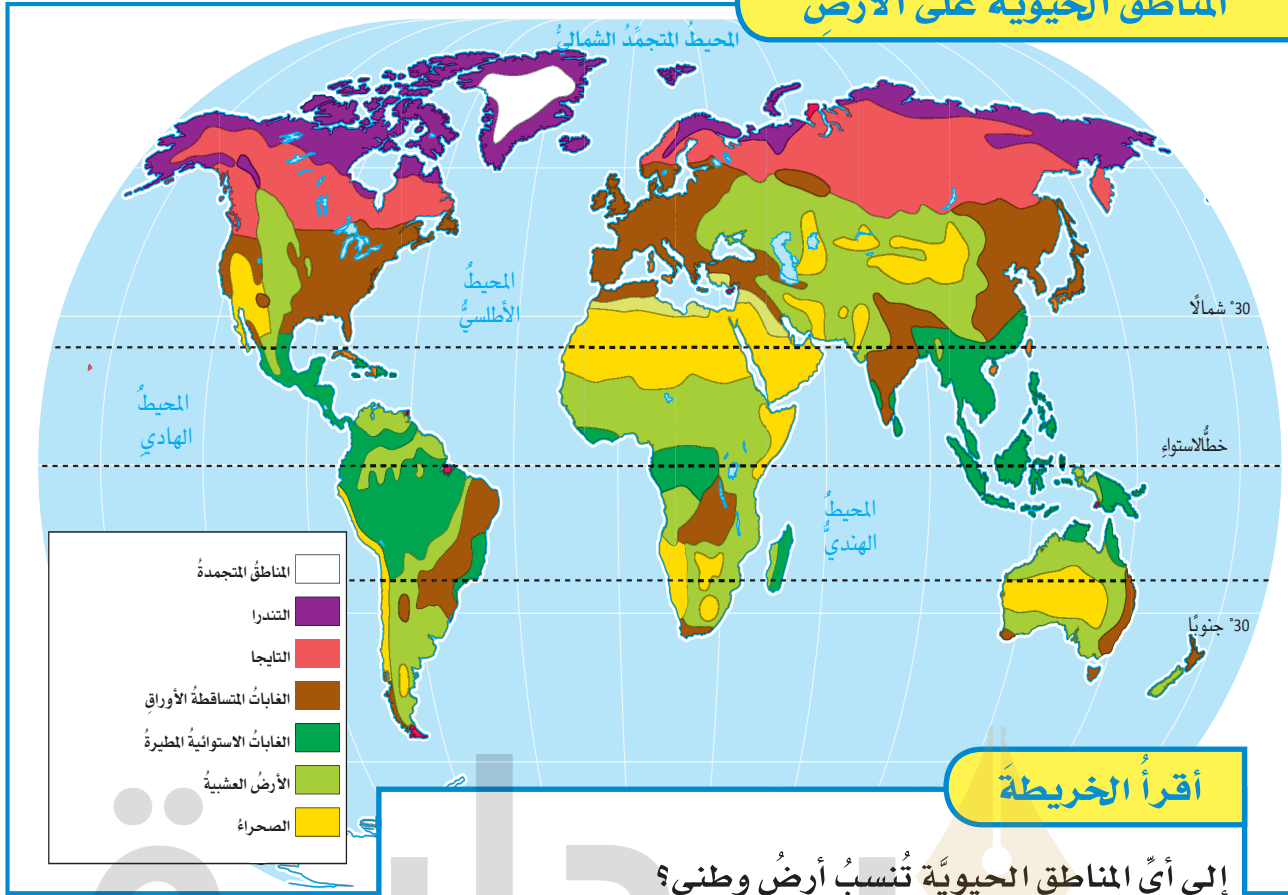 المناطق الحيوية على الأرضِ
المحيطُ المتجمِّدُ الشماليُّ
المحيطُ
الأطلسيُّ
30° شمالًا
المحيطُ
الهادي
خطُّ الاستواءِ
المحيطُ
الهنديُّ
30° جنوبًا
المناطقُ المتجمدةُ
التندرا
التايجا
الغاباتُ المتساقطةُ الأوراقِ
الغاباتُ الاستوائيةُ المطيرةُ
الأرضُ العشبيةُ
الصحراءُ
أقرأُ الخريطةَ
إلى أيِّ المناطق الحيويَّة تُنسبُ أرضُ وطني؟